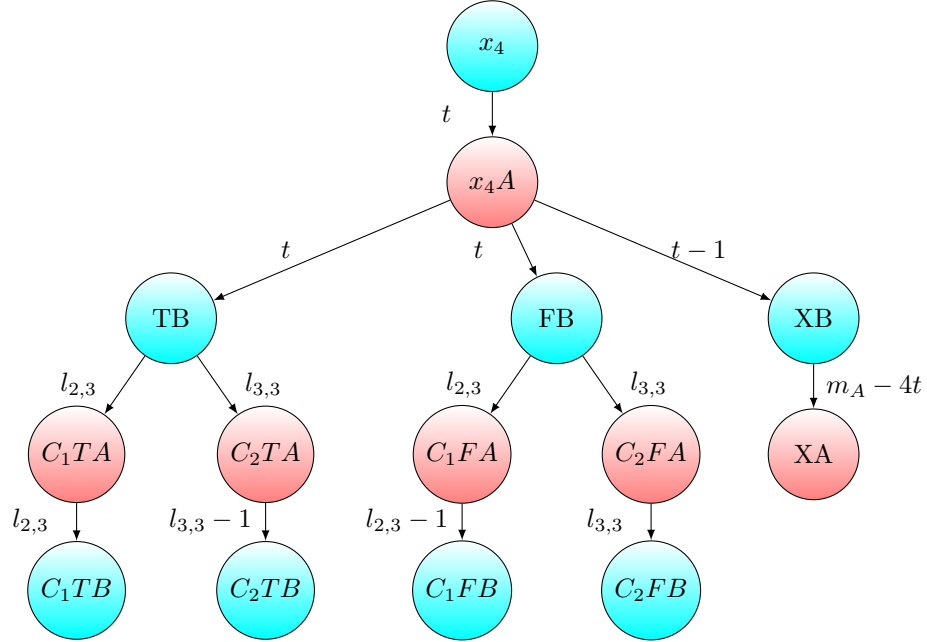 $x_4$
$t$
$x_4A$
$t$ $t$ $t-1$
TB FB XB
$l_{2,3}$ $l_{3,3}$ $l_{2,3}$ $l_{3,3}$ $m_A-4t$
$C_1TA$ $C_2TA$ $C_1FA$ $C_2FA$ XA
$l_{2,3}$ $l_{3,3}-1$ $l_{2,3}-1$ $l_{3,3}$
$C_1TB$ $C_2TB$ $C_1FB$ $C_2FB$